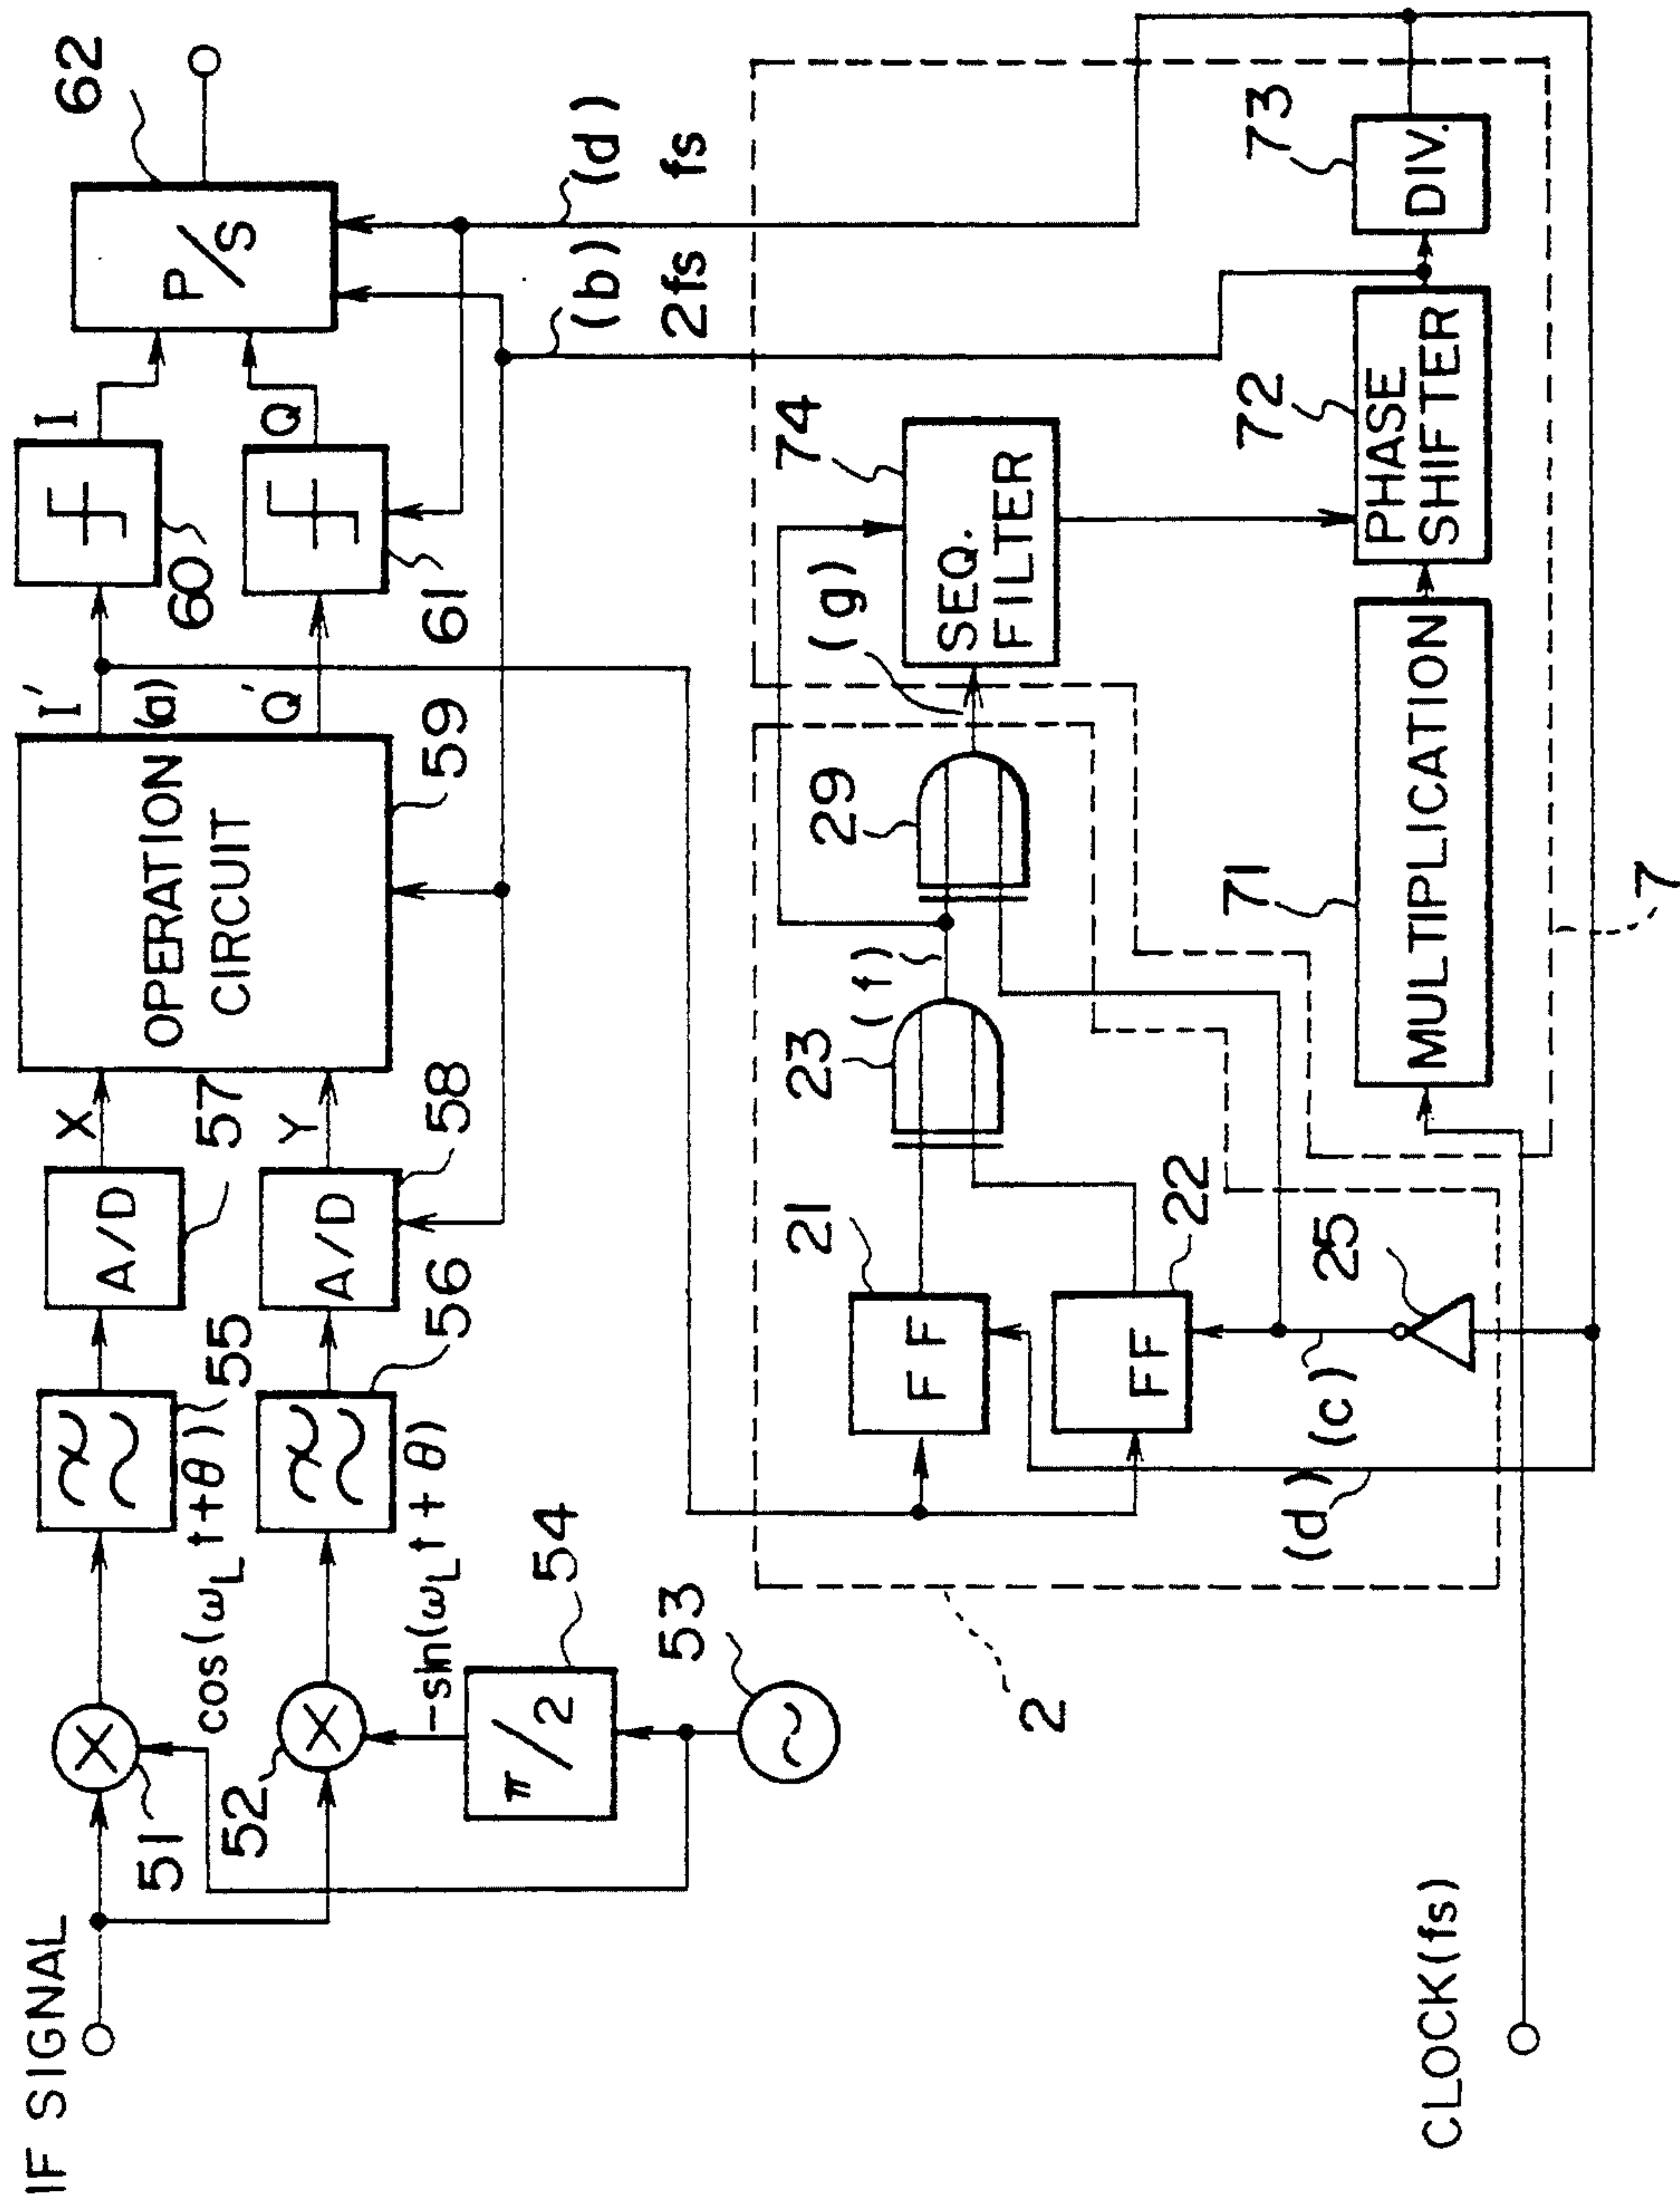 IF SIGNAL
51
cos(ωLt+θ)
55
A/D
57
X
OPERATION
CIRCUIT
59
I'
(a)
Q'
60
I
61
Q
P/S
62
52
-sin(ωLt+θ)
56
A/D
58
Y
π/2
54
53
(b)
2fs
(d)
fs
2
FF
21
FF
22
23
(f)
29
(g)
SEQ.
FILTER
74
(d)
(c)
25
CLOCK(fs)
MULTIPLICATION
71
PHASE
SHIFTER
72
DIV.
73
7